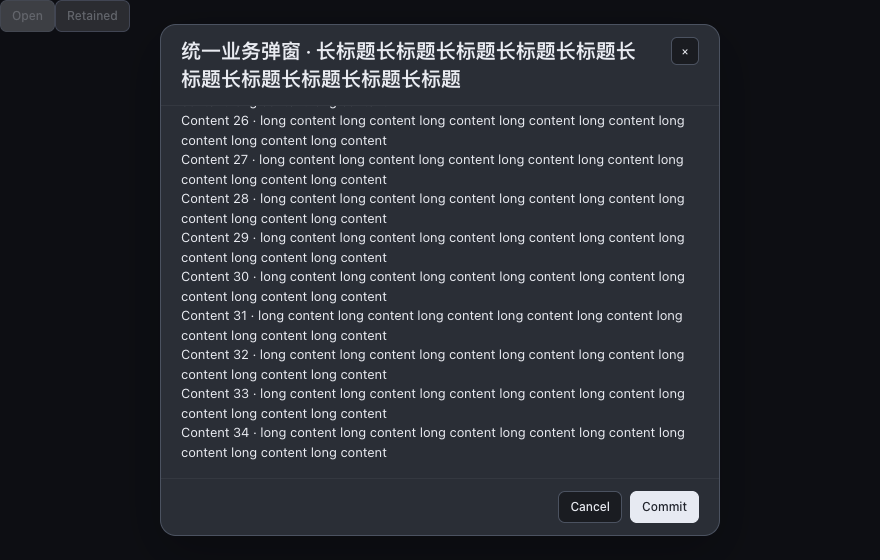 Open Retained
统一业务弹窗 · 长标题长标题长标题长标题长标题长
标题长标题长标题长标题长标题
×
Content 26 · long content long content long content long content long content long
content long content long content
Content 27 · long content long content long content long content long content long
content long content long content
Content 28 · long content long content long content long content long content long
content long content long content
Content 29 · long content long content long content long content long content long
content long content long content
Content 30 · long content long content long content long content long content long
content long content long content
Content 31 · long content long content long content long content long content long
content long content long content
Content 32 · long content long content long content long content long content long
content long content long content
Content 33 · long content long content long content long content long content long
content long content long content
Content 34 · long content long content long content long content long content long
content long content long content
Cancel Commit